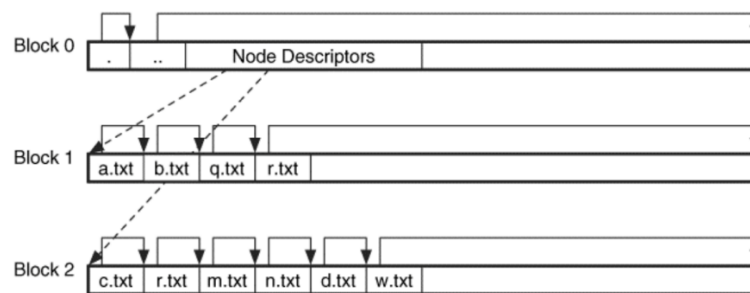 Block 0
. .. Node Descriptors
Block 1
a.txt b.txt q.txt r.txt
Block 2
c.txt r.txt m.txt n.txt d.txt w.txt